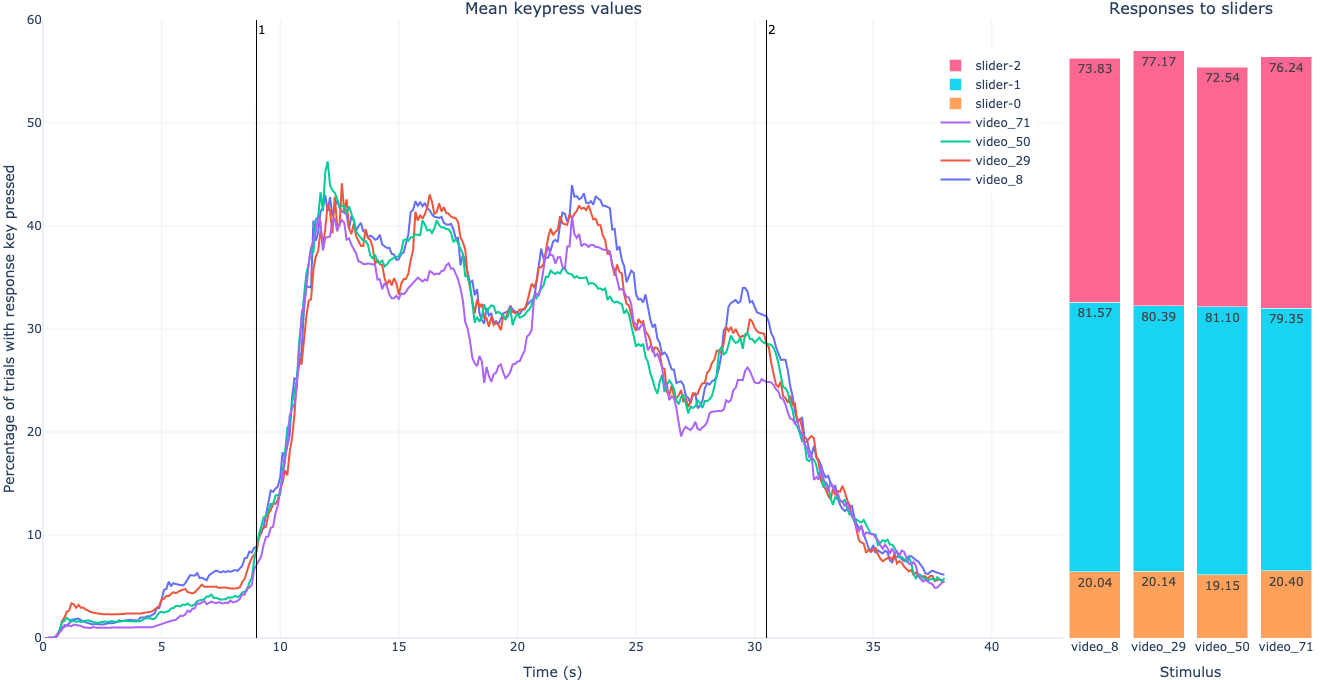 Mean keypress values
Responses to sliders
Percentage of trials with response key pressed
60
50
40
30
20
10
0
1
2
slider-2
slider-1
slider-0
video_71
video_50
video_29
video_8
0 5 10 15 20 25 30 35 40
Time (s)
73.83 77.17 72.54 76.24
81.57 80.39 81.10 79.35
20.04 20.14 19.15 20.40
video_8 video_29 video_50 video_71
Stimulus